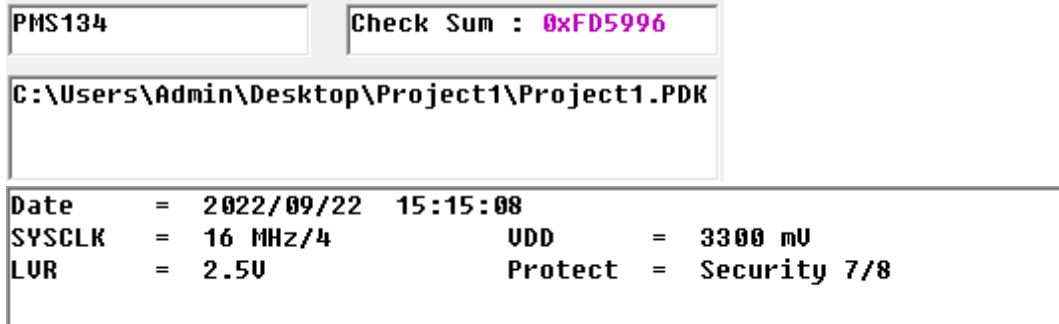 PMS134
Check Sum : 0xFD5996
C:\Users\Admin\Desktop\Project1\Project1.PDK
Date = 2022/09/22 15:15:08
SYSCLK = 16 MHz/4 VDD = 3300 mV
LVR = 2.5V Protect = Security 7/8